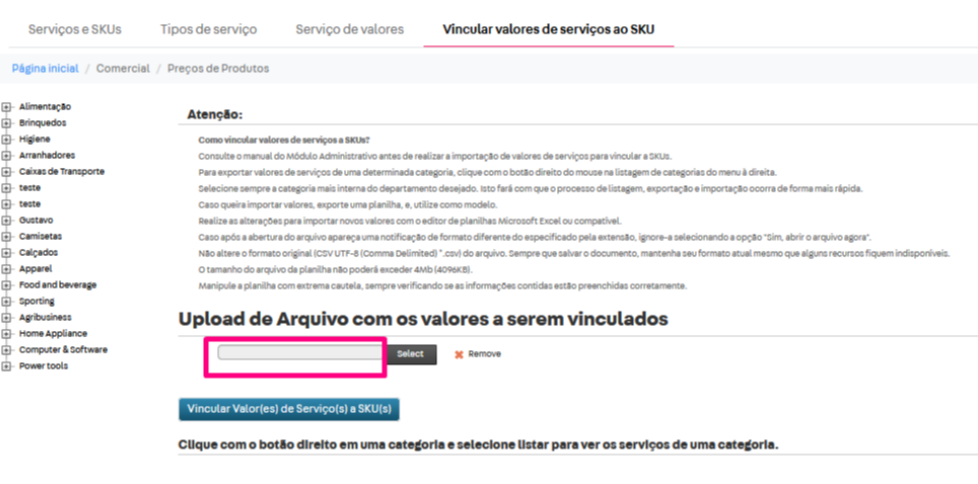 Serviços e SKUs Tipos de serviço Serviço de valores Vincular valores de serviços ao SKU
Página inicial / Comercial / Preços de Produtos
Alimentação
Brinquedos
Higiene
Arranhadores
Caixas de Transporte
teste
teste
Gustavo
Camisetas
Calçados
Apparel
Food and beverage
Sporting
Agribusiness
Home Appliance
Computer & Software
Power tools
Atenção:
Como vincular valores de serviços a SKUs?
Consulte o manual do Módulo Administrativo antes de realizar a importação de valores de serviços para vincular a SKUs.
Para exportar valores de serviços de uma determinada categoria, clique com o botão direito do mouse na listagem de categorias do menu à direita.
Selecione sempre a categoria mais interna do departamento desejado. Isto fará com que o processo de listagem, exportação e importação ocorra de forma mais rápida.
Caso queira importar valores, exporte uma planilha, e, utilize como modelo.
Realize as alterações para importar novos valores com o editor de planilhas Microsoft Excel ou compatível.
Caso após a abertura do arquivo apareça uma notificação de formato diferente do especificado pela extensão, ignore-a selecionando a opção "Sim, abrir o arquivo agora".
Não altere o formato original (CSV UTF-8 (Comma Delimited) *.csv) do arquivo. Sempre que salvar o documento, mantenha seu formato atual mesmo que alguns recursos fiquem indisponíveis.
O tamanho do arquivo da planilha não poderá exceder 4Mb (4096KB).
Manipule a planilha com extrema cautela, sempre verificando se as informações contidas estão preenchidas corretamente.
Upload de Arquivo com os valores a serem vinculados
Select Remove
Vincular Valor(es) de Serviço(s) a SKU(s)
Clique com o botão direito em uma categoria e selecione listar para ver os serviços de uma categoria.